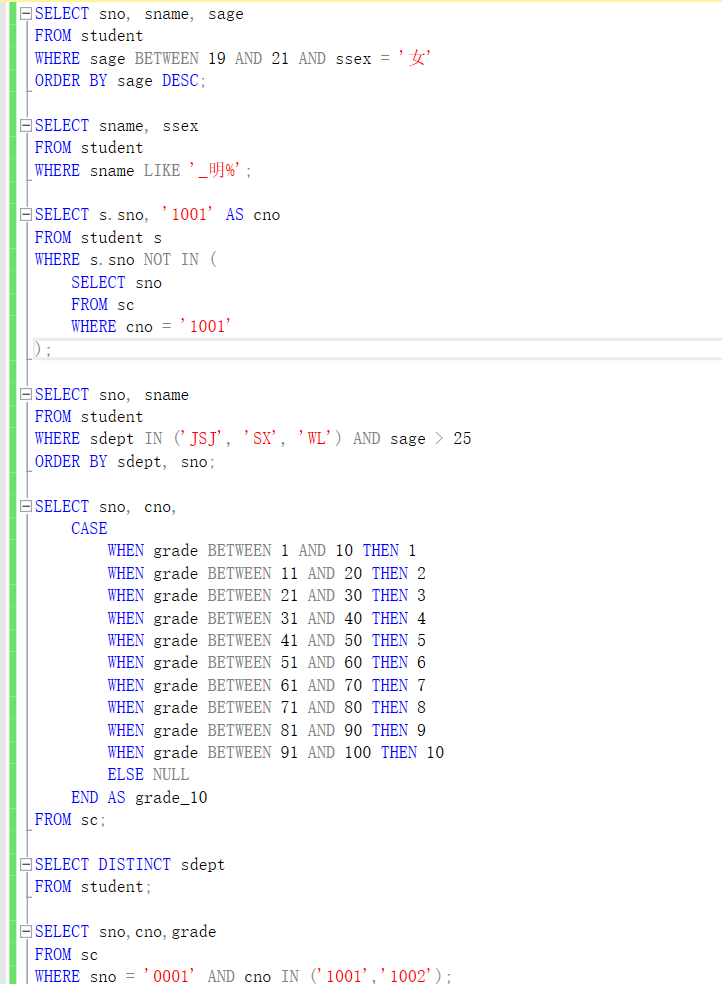 SELECT sno, sname, sage
FROM student
WHERE sage BETWEEN 19 AND 21 AND ssex = '女'
ORDER BY sage DESC;
SELECT sname, ssex
FROM student
WHERE sname LIKE '_明%';
SELECT s.sno, '1001' AS cno
FROM student s
WHERE s.sno NOT IN (
SELECT sno
FROM sc
WHERE cno = '1001'
);
SELECT sno, sname
FROM student
WHERE sdept IN ('JSJ', 'SX', 'WL') AND sage > 25
ORDER BY sdept, sno;
SELECT sno, cno,
CASE
WHEN grade BETWEEN 1 AND 10 THEN 1
WHEN grade BETWEEN 11 AND 20 THEN 2
WHEN grade BETWEEN 21 AND 30 THEN 3
WHEN grade BETWEEN 31 AND 40 THEN 4
WHEN grade BETWEEN 41 AND 50 THEN 5
WHEN grade BETWEEN 51 AND 60 THEN 6
WHEN grade BETWEEN 61 AND 70 THEN 7
WHEN grade BETWEEN 71 AND 80 THEN 8
WHEN grade BETWEEN 81 AND 90 THEN 9
WHEN grade BETWEEN 91 AND 100 THEN 10
ELSE NULL
END AS grade_10
FROM sc;
SELECT DISTINCT sdept
FROM student;
SELECT sno,cno,grade
FROM sc
WHERE sno = '0001' AND cno IN ('1001','1002');